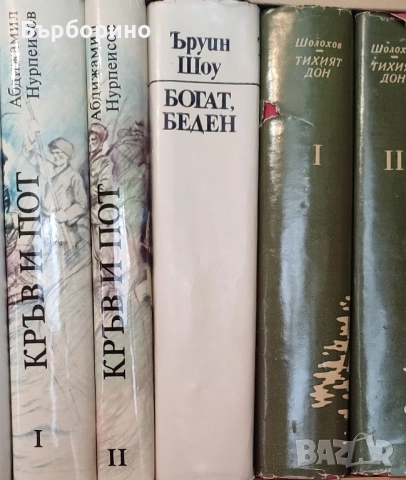 Върборино
Абдижамил
Нурпеисов
КРЪВ И ПОТ
I
Абдижамил
Нурпеисов
КРЪВ И ПОТ
II
Ъруин
Шоу
БОГАТ,
БЕДЕН
Шолохов
ТИХИЯТ
ДОН
I
Шолохов
ТИХИЯТ
ДОН
II
BAZAR